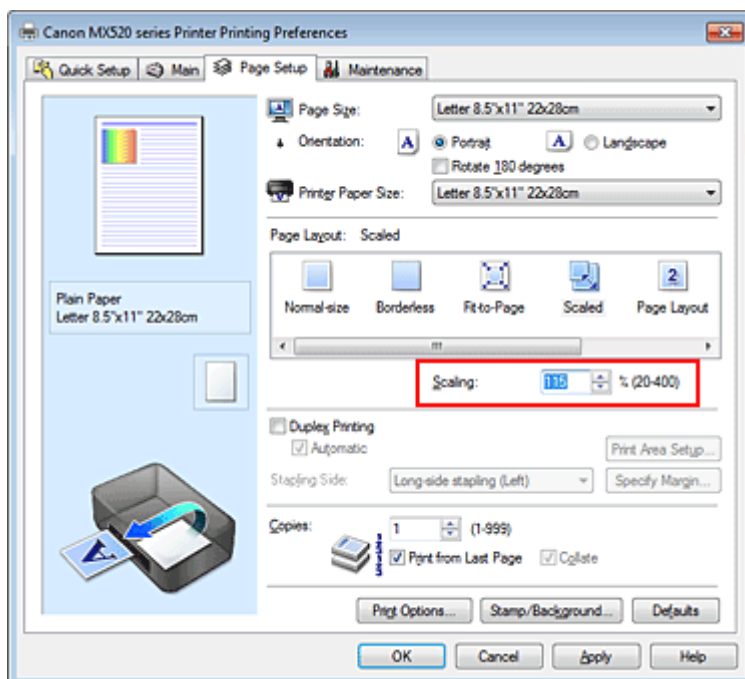 Canon MX520 series Printer Printing Preferences
Quick Setup Main Page Setup Maintenance
Page Size: Letter 8.5"x11" 22x28cm
Orientation: A Portrait A Landscape
Rotate 180 degrees
Printer Paper Size: Letter 8.5"x11" 22x28cm
Page Layout: Scaled
Normal-size Borderless Fit-to-Page Scaled Page Layout
Plain Paper
Letter 8.5"x11" 22x28cm
Scaling: 115 % (20-400)
Duplex Printing
Automatic Print Area Setup...
Stapling Side: Long-side stapling (Left) Specify Margin...
Copies: 1 (1-999)
Print from Last Page Collate
Print Options... Stamp/Background... Defaults
OK Cancel Apply Help